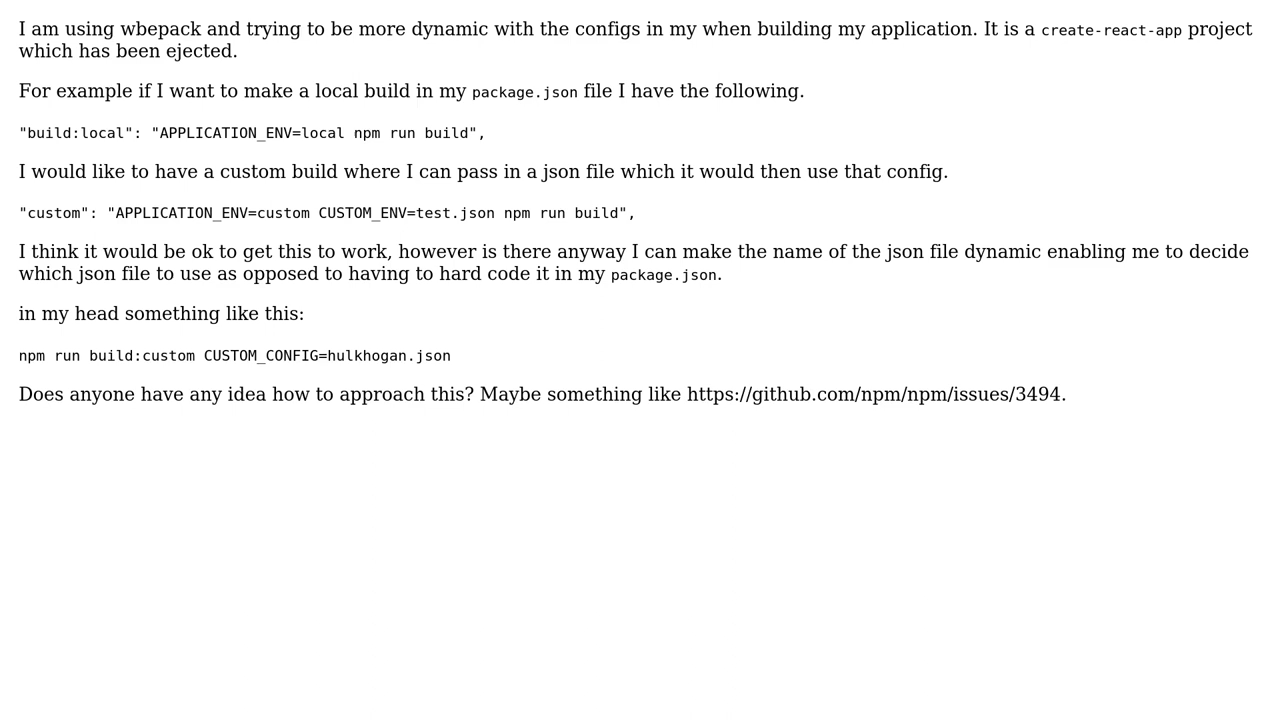 I am using wbepack and trying to be more dynamic with the configs in my when building my application. It is a create-react-app project
which has been ejected.
For example if I want to make a local build in my package.json file I have the following.
"build:local": "APPLICATION_ENV=local npm run build",
I would like to have a custom build where I can pass in a json file which it would then use that config.
"custom": "APPLICATION_ENV=custom CUSTOM_ENV=test.json npm run build",
I think it would be ok to get this to work, however is there anyway I can make the name of the json file dynamic enabling me to decide
which json file to use as opposed to having to hard code it in my package.json.
in my head something like this:
npm run build:custom CUSTOM_CONFIG=hulkhogan.json
Does anyone have any idea how to approach this? Maybe something like https://github.com/npm/npm/issues/3494.